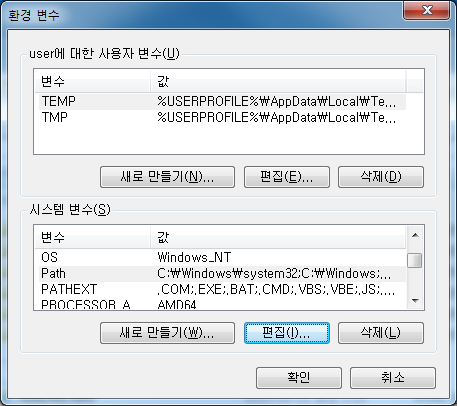 환경 변수
user에 대한 사용자 변수(U)
변수 값
TEMP %USERPROFILE%₩AppData₩Local₩Te...
TMP %USERPROFILE%₩AppData₩Local₩Te...
새로 만들기(N)... 편집(E)... 삭제(D)
시스템 변수(S)
변수 값
OS Windows_NT
Path C:₩Windows₩system32;C:₩Windows;...
PATHEXT .COM;.EXE;.BAT;.CMD;.VBS;.VBE;.JS;...
PROCESSOR_A... AMD64
새로 만들기(W)... 편집(I)... 삭제(L)
확인 취소